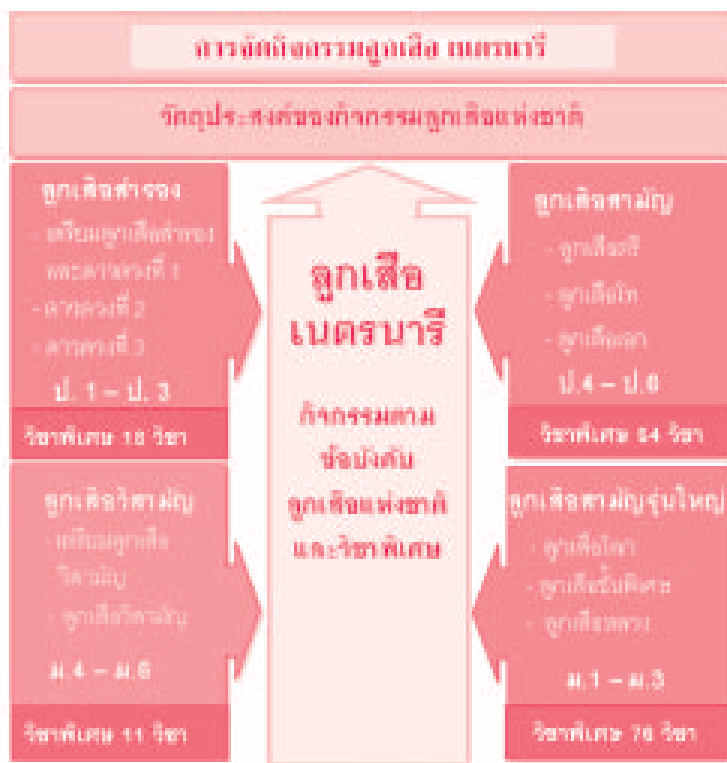 การจัดกิจกรรมลูกเสือ เนตรนารี
วัตถุประสงค์ของกิจกรรมลูกเสือแห่งชาติ
ลูกเสือสำรอง
- เตรียมลูกเสือสำรอง
และดาวดวงที่ 1
- ดาวดวงที่ 2
- ดาวดวงที่ 3
ป. 1 – ป. 3
วิชาพิเศษ 18 วิชา
ลูกเสือสามัญ
- ลูกเสือตรี
- ลูกเสือโท
- ลูกเสือเอก
ป.4 – ป.6
วิชาพิเศษ 54 วิชา
ลูกเสือ
เนตรนารี
กิจกรรมตาม
ข้อบังคับ
ลูกเสือแห่งชาติ
และวิชาพิเศษ
ลูกเสือวิสามัญ
- เตรียมลูกเสือ
วิสามัญ
- ลูกเสือวิสามัญ
ม.4 – ม.6
วิชาพิเศษ 11 วิชา
ลูกเสือสามัญรุ่นใหญ่
- ลูกเสือโลก
- ลูกเสือชั้นพิเศษ
- ลูกเสือหลวง
ม.1 – ม.3
วิชาพิเศษ 76 วิชา